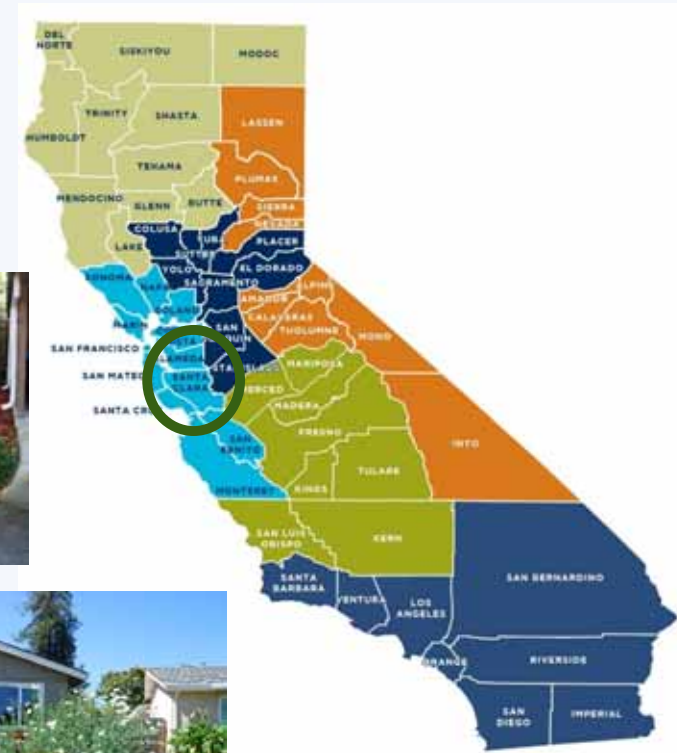 DEL
NORTE
SISKIYOU
MODOC
TRINITY
SHASTA
LASSEN
HUMBOLDT
TEHAMA
PLUMAS
MENDOCINO
GLENN
BUTTE
SIERRA
NEVADA
COLUSA
LAKE
SUTTER
PLACER
YOLO
EL DORADO
SONOMA
NAPA
SACRAMENTO
AMADOR
SOLANO
CALAVERAS
MARIN
SAN
TUOLUMNE
MONO
SAN FRANCISCO
ALAMEDA
MARIPOSA
SAN MATEO
SANTA
CLARA
MERCED
MADERA
SANTA CRU
FRESNO
SAN
BENITO
INYO
TULARE
MONTEREY
KINGS
SAN LUIS
OBISPO
KERN
SANTA
BARBARA
VENTURA
LOS
ANGELES
SAN BERNARDINO
ORANGE
RIVERSIDE
SAN
DIEGO
IMPERIAL